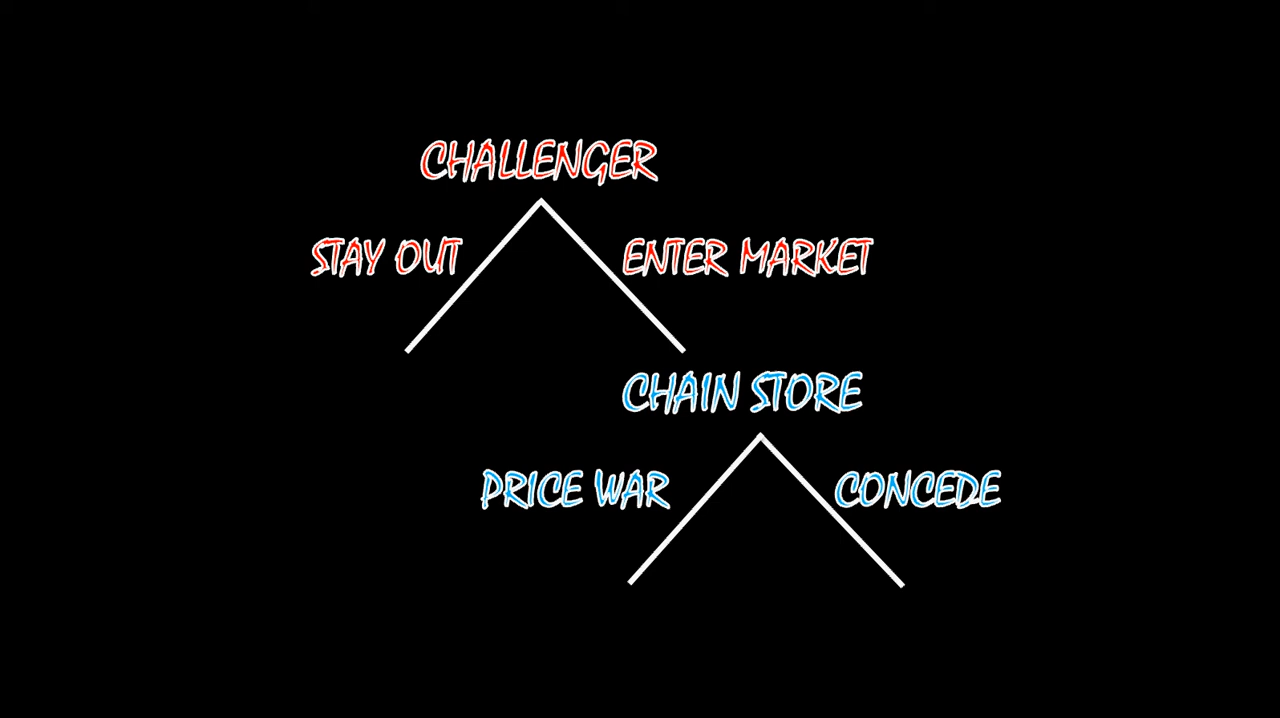 CHALLENGER
STAY OUT
ENTER MARKET
CHAIN STORE
PRICE WAR
CONCEDE